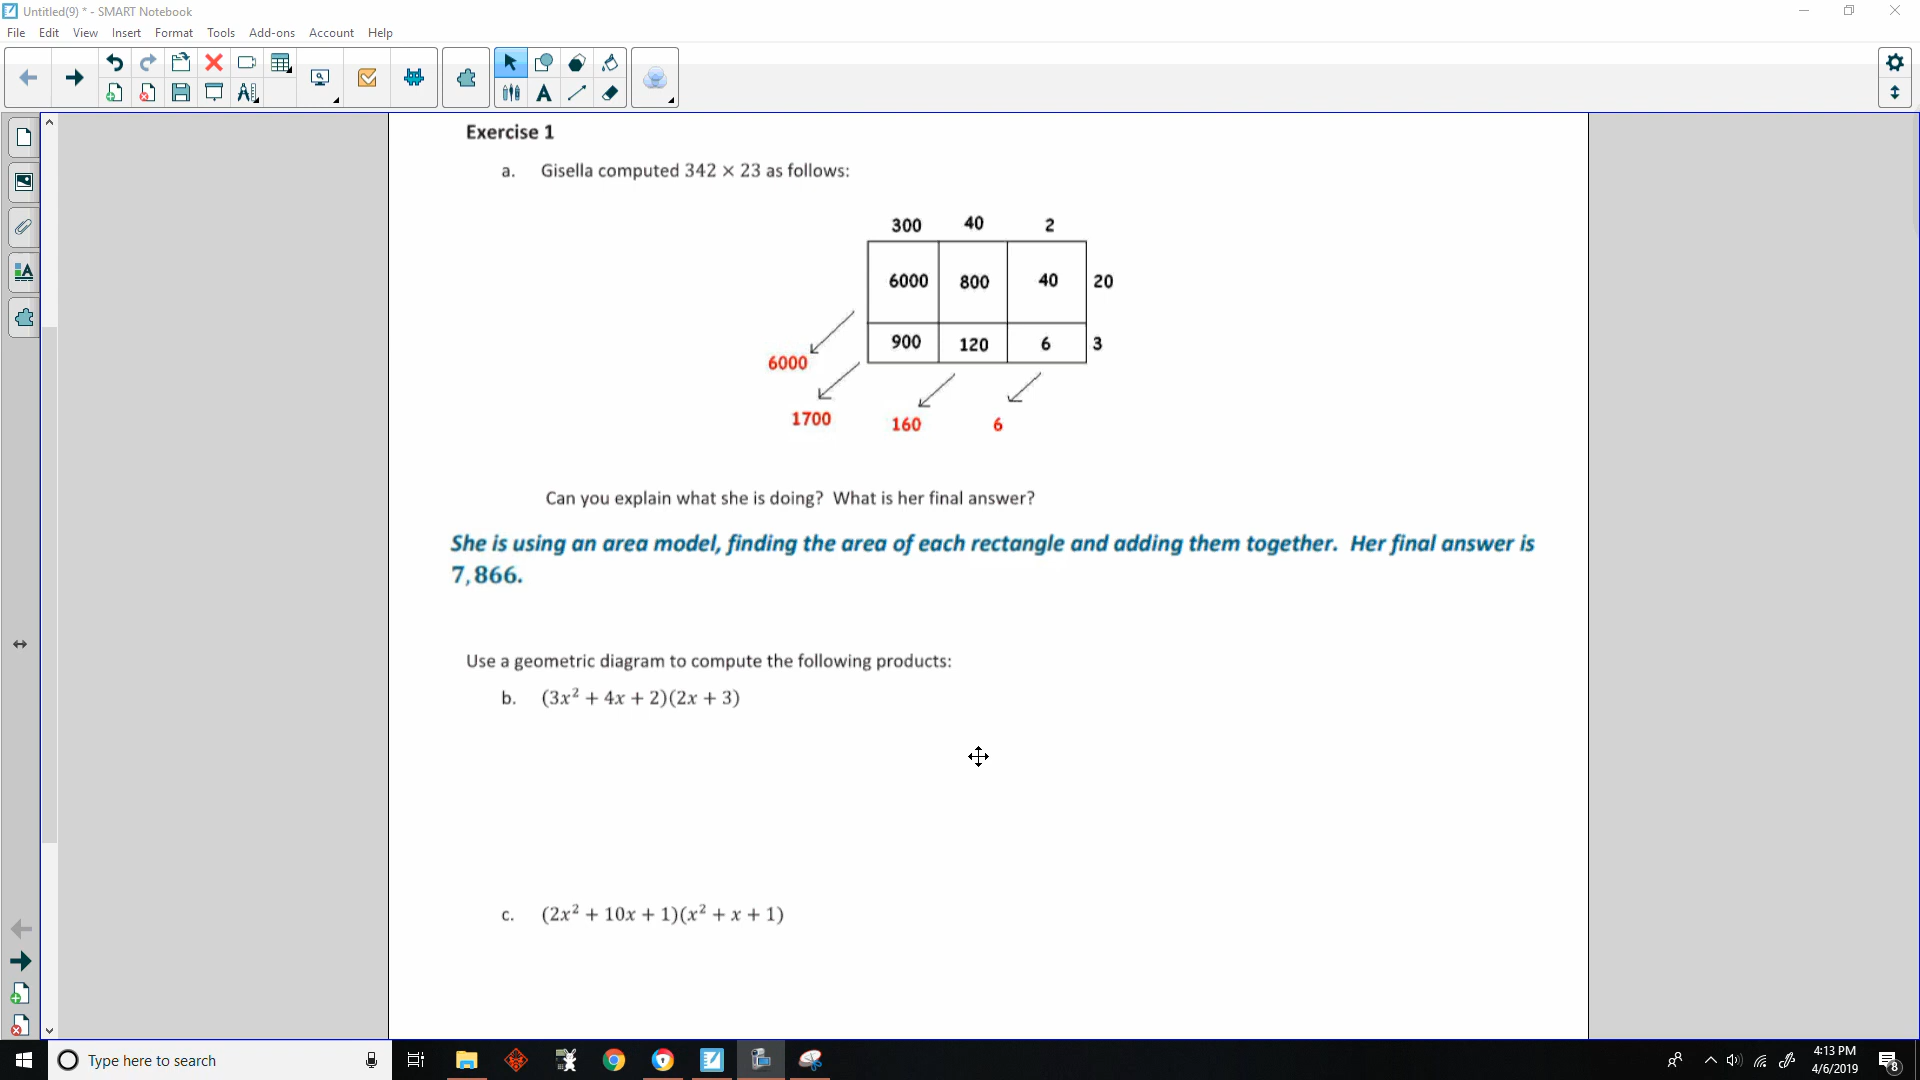 Untitled(9) * - SMART Notebook
File Edit View Insert Format Tools Add-ons Account Help
Exercise 1
a. Gisella computed 342 × 23 as follows:
300 40 2
6000 800 40 20
900 120 6 3
6000
1700 160 6
Can you explain what she is doing? What is her final answer?
She is using an area model, finding the area of each rectangle and adding them together. Her final answer is
7,866.
Use a geometric diagram to compute the following products:
b. (3x² + 4x + 2)(2x + 3)
c. (2x² + 10x + 1)(x² + x + 1)
Type here to search
4:13 PM
4/6/2019
8